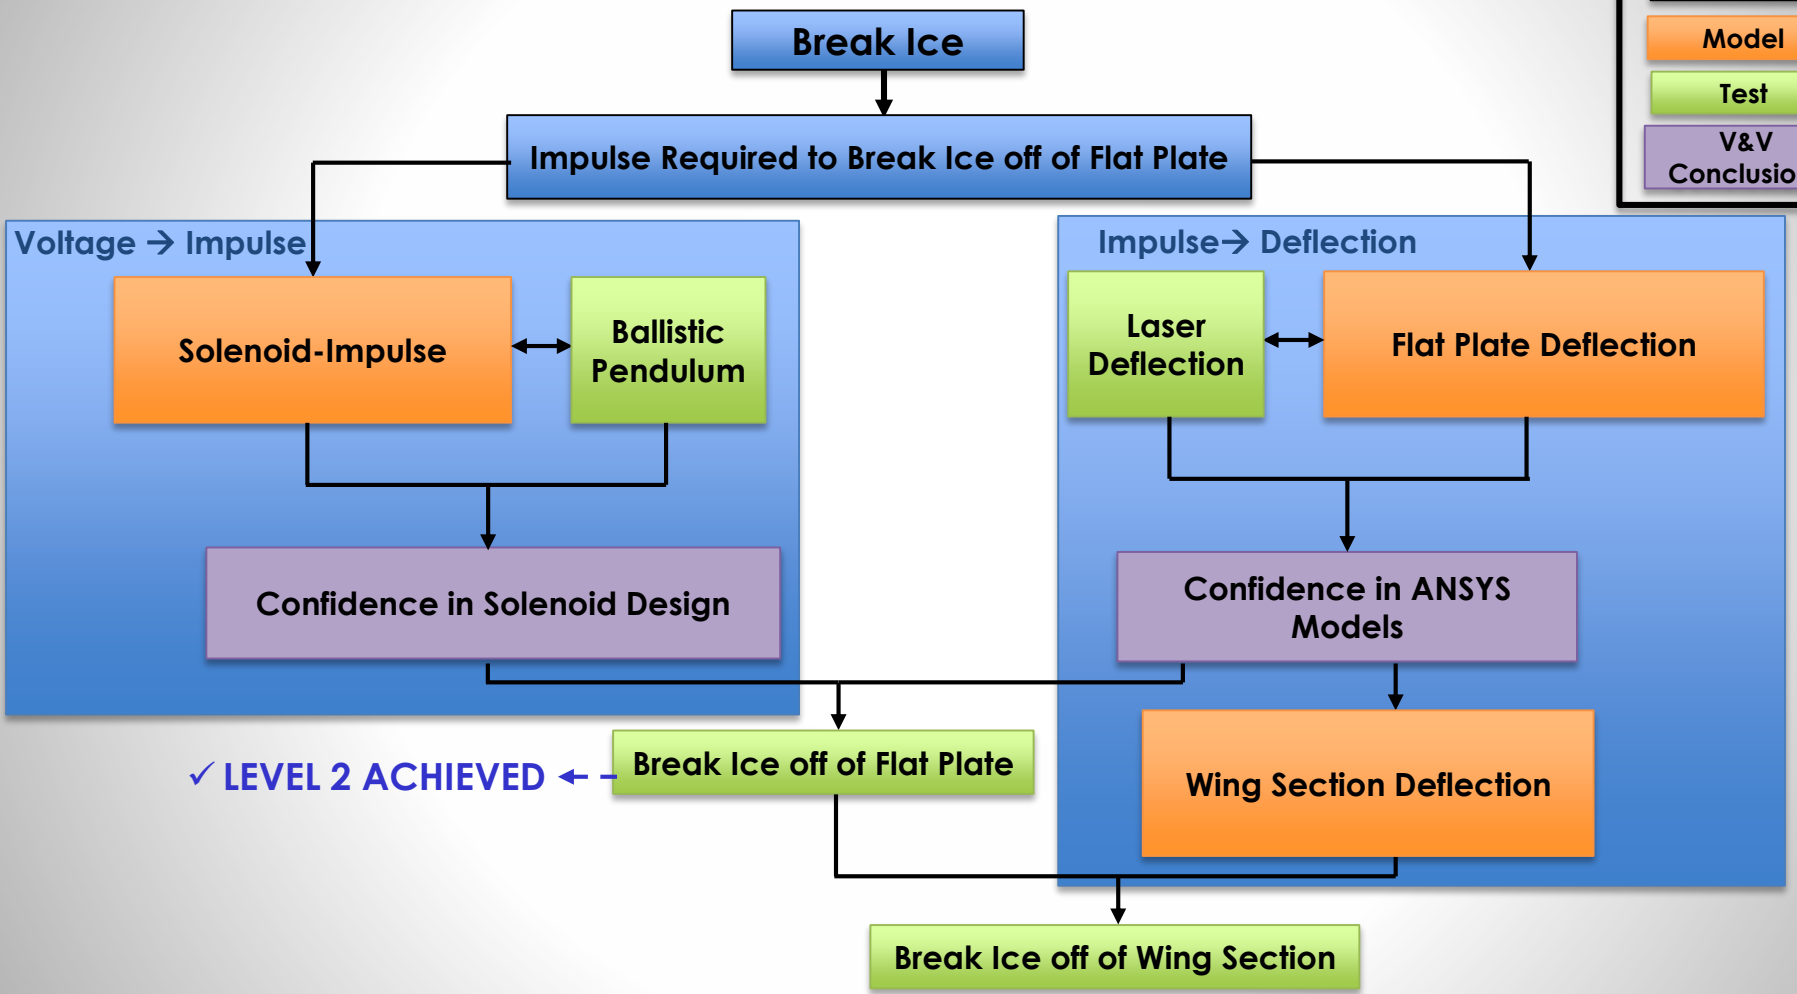 Break Ice
Model
Test
V&V
Impulse Required to Break Ice off of Flat Plate
Voltage → Impulse
Impulse→ Deflection
Solenoid-Impulse
Ballistic
Pendulum
Laser
Deflection
Flat Plate Deflection
Confidence in Solenoid Design
Confidence in ANSYS
Models
✓ LEVEL 2 ACHIEVED
Break Ice off of Flat Plate
Wing Section Deflection
Break Ice off of Wing Section